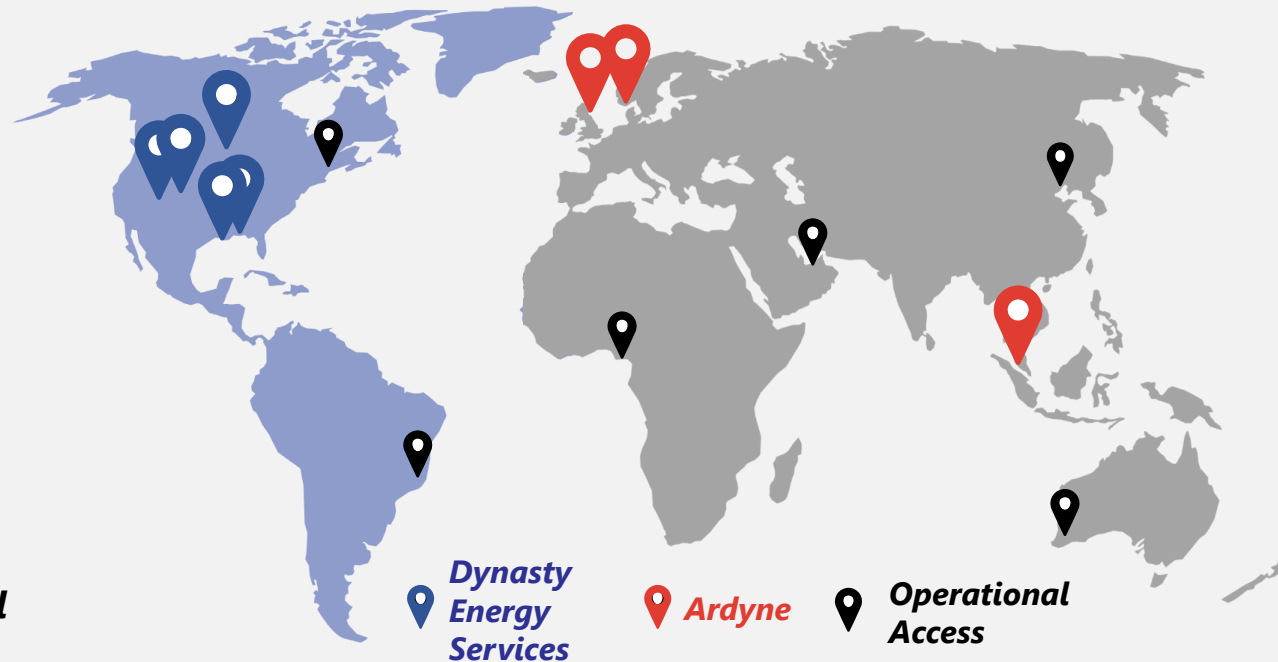 Dynasty
Energy
Services
Ardyne
Operational
Access